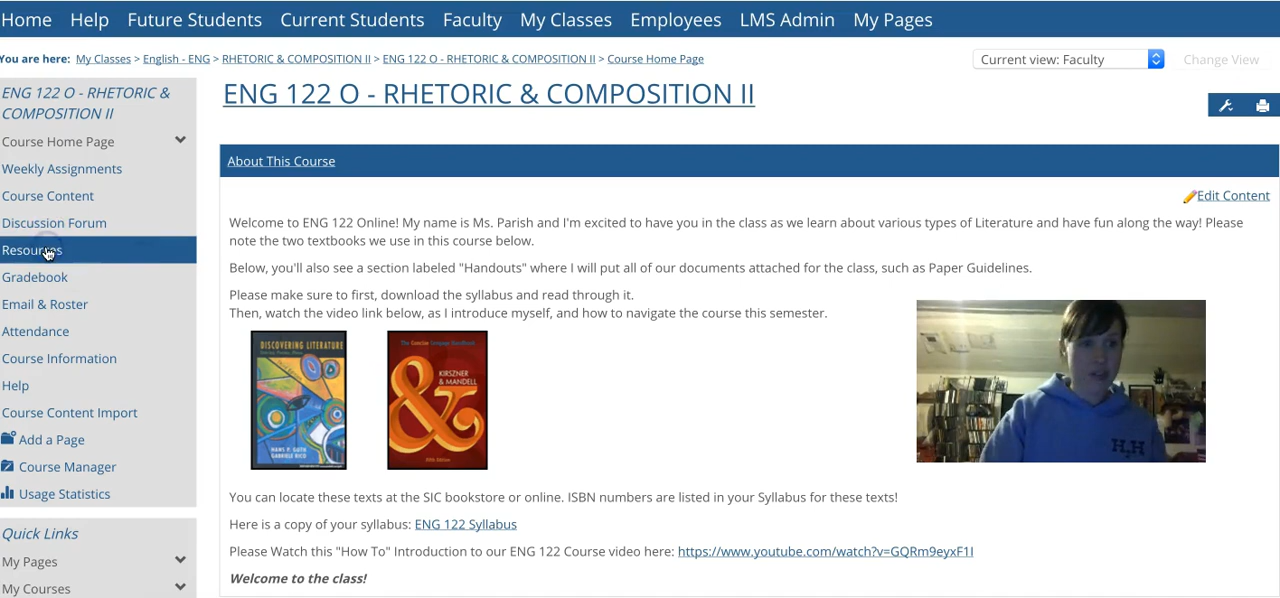 Home Help Future Students Current Students Faculty My Classes Employees LMS Admin My Pages
You are here: My Classes > English - ENG > RHETORIC & COMPOSITION II > ENG 122 O - RHETORIC & COMPOSITION II > Course Home Page
Current view: Faculty
Change View
ENG 122 O - RHETORIC &
COMPOSITION II
Course Home Page
Weekly Assignments
Course Content
Discussion Forum
Resources
Gradebook
Email & Roster
Attendance
Course Information
Help
Course Content Import
Add a Page
Course Manager
Usage Statistics
Quick Links
My Pages
My Courses
ENG 122 O - RHETORIC & COMPOSITION II
About This Course
Edit Content
Welcome to ENG 122 Online! My name is Ms. Parish and I'm excited to have you in the class as we learn about various types of Literature and have fun along the way! Please
note the two textbooks we use in this course below.
Below, you'll also see a section labeled "Handouts" where I will put all of our documents attached for the class, such as Paper Guidelines.
Please make sure to first, download the syllabus and read through it.
Then, watch the video link below, as I introduce myself, and how to navigate the course this semester.
DISCOVERING LITERATURE
HANS P. GUTH
GABRIELE RICO
The Concise Wadsworth Handbook
KIRSZNER
& MANDELL
&
H H
You can locate these texts at the SIC bookstore or online. ISBN numbers are listed in your Syllabus for these texts!
Here is a copy of your syllabus: ENG 122 Syllabus
Please Watch this "How To" Introduction to our ENG 122 Course video here: https://www.youtube.com/watch?v=GQRm9eyxF1I
Welcome to the class!